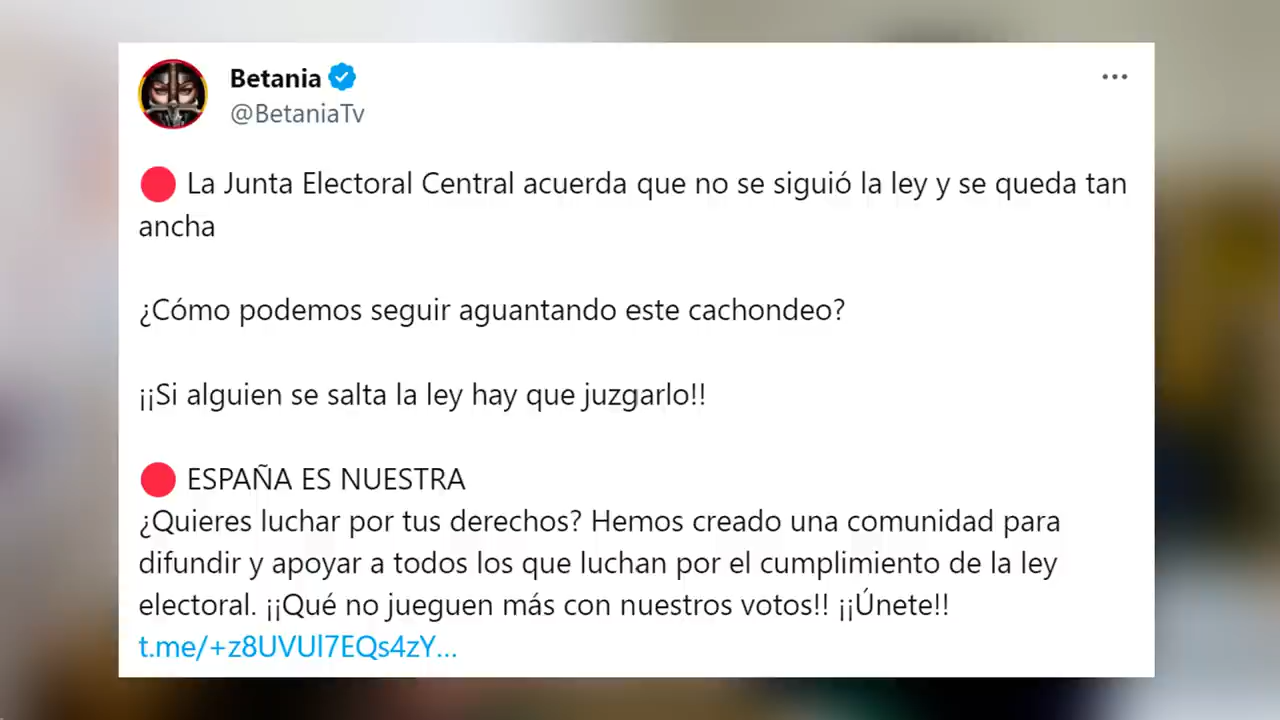 Betania
@BetaniaTv
🔴 La Junta Electoral Central acuerda que no se siguió la ley y se queda tan
ancha
¿Cómo podemos seguir aguantando este cachondeo?
¡¡Si alguien se salta la ley hay que juzgarlo!!
🔴 ESPAÑA ES NUESTRA
¿Quieres luchar por tus derechos? Hemos creado una comunidad para
difundir y apoyar a todos los que luchan por el cumplimiento de la ley
electoral. ¡¡Qué no jueguen más con nuestros votos!! ¡¡Únete!!
t.me/+z8UVUl7EQs4zY...